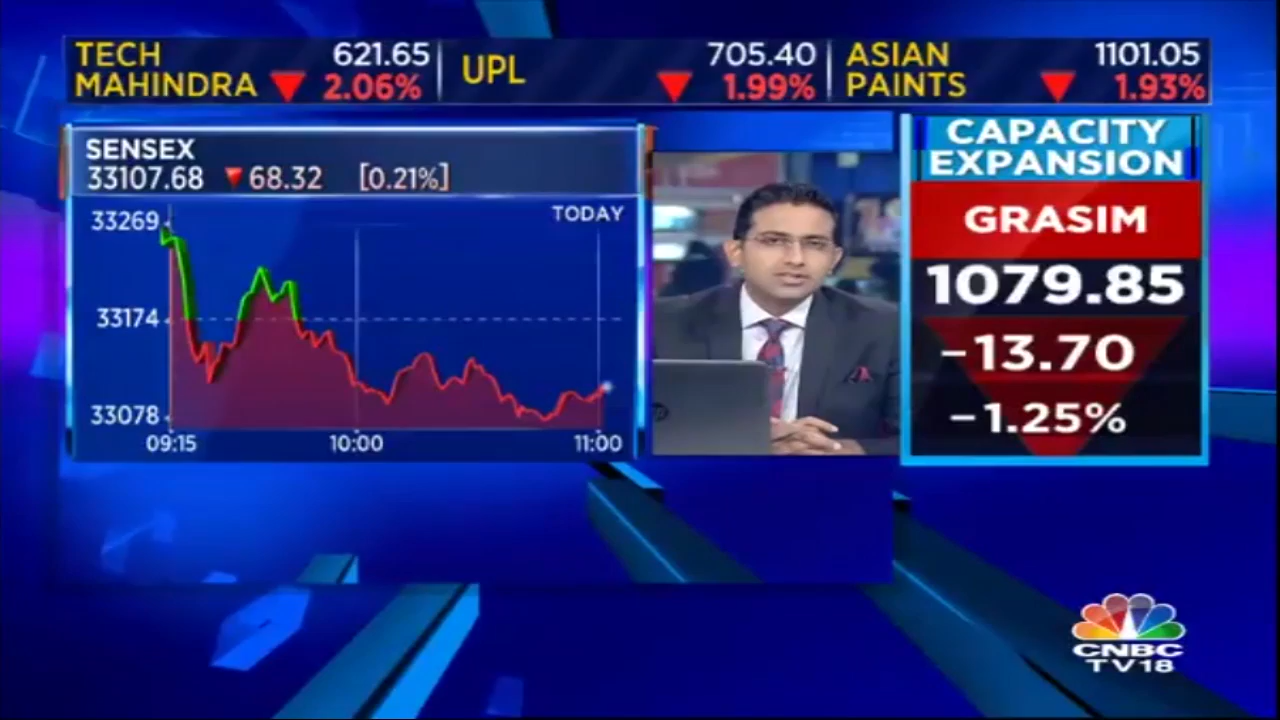 TECH
MAHINDRA
621.65
▼ 2.06%
UPL
705.40
▼ 1.99%
ASIAN
PAINTS
1101.05
▼ 1.93%
SENSEX
33107.68 ▼ 68.32 [0.21%]
TODAY
33269
33174
33078
09:15 10:00 11:00
CAPACITY
EXPANSION
GRASIM
1079.85
-13.70
-1.25%
CNBC
TV18